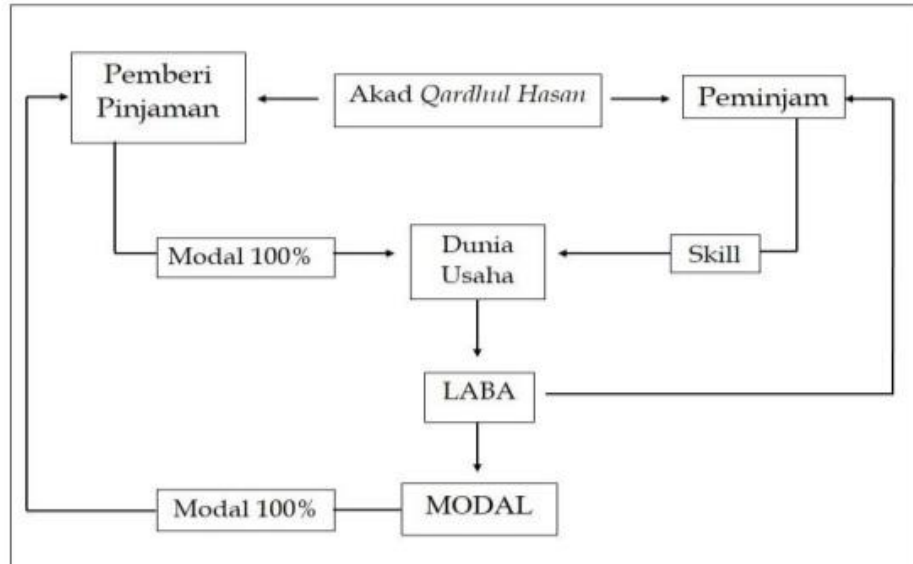 Pemberi
Pinjaman
Akad Qardhul Hasan
Peminjam
Modal 100%
Dunia
Usaha
Skill
LABA
Modal 100%
MODAL